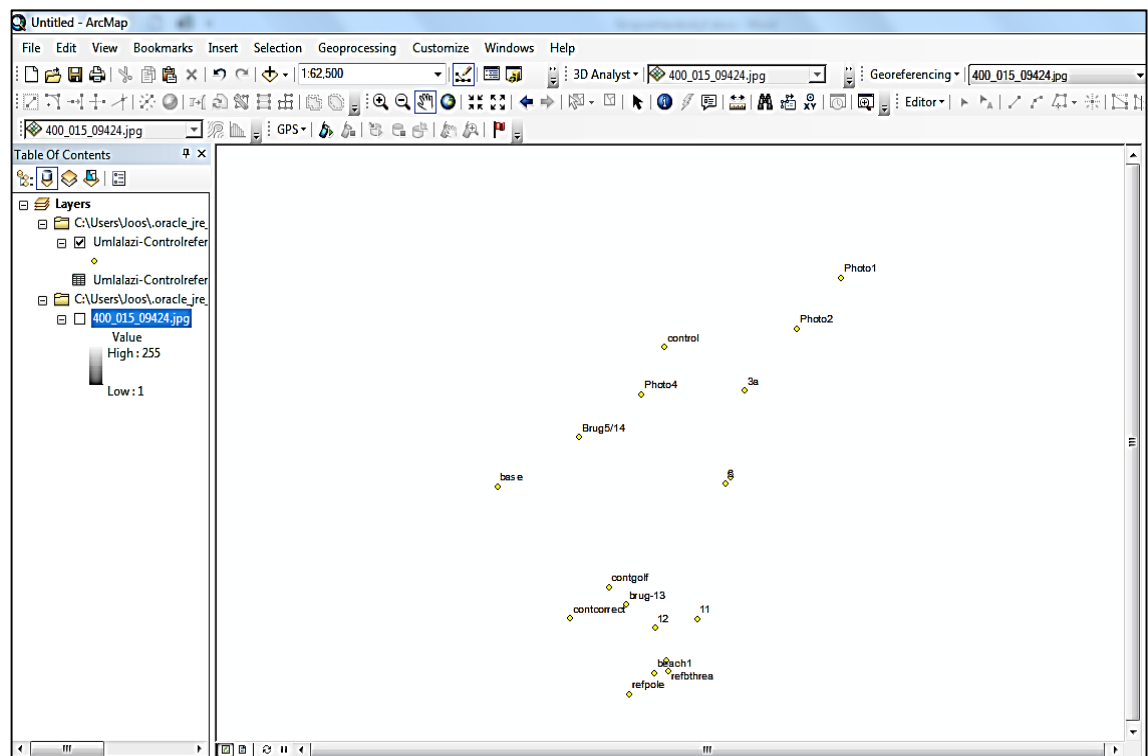 Untitled - ArcMap
File Edit View Bookmarks Insert Selection Geoprocessing Customize Windows Help
1:62,500 3D Analyst 400_015_09424.jpg Georeferencing 400_015_09424.jpg
Editor
400_015_09424.jpg GPS
Table Of Contents
Layers
C:\Users\Joos\.oracle_jre_
Umlalazi-Controlrefer
Umlalazi-Controlrefer
C:\Users\Joos\.oracle_jre_
400_015_09424.jpg
Value
High : 255
Low : 1
Photo1
Photo2
control
3a
Photo4
Brug5/14
base
contgolf
brug-13
contcorrect
12
11
beach1
refbthrea
refpole